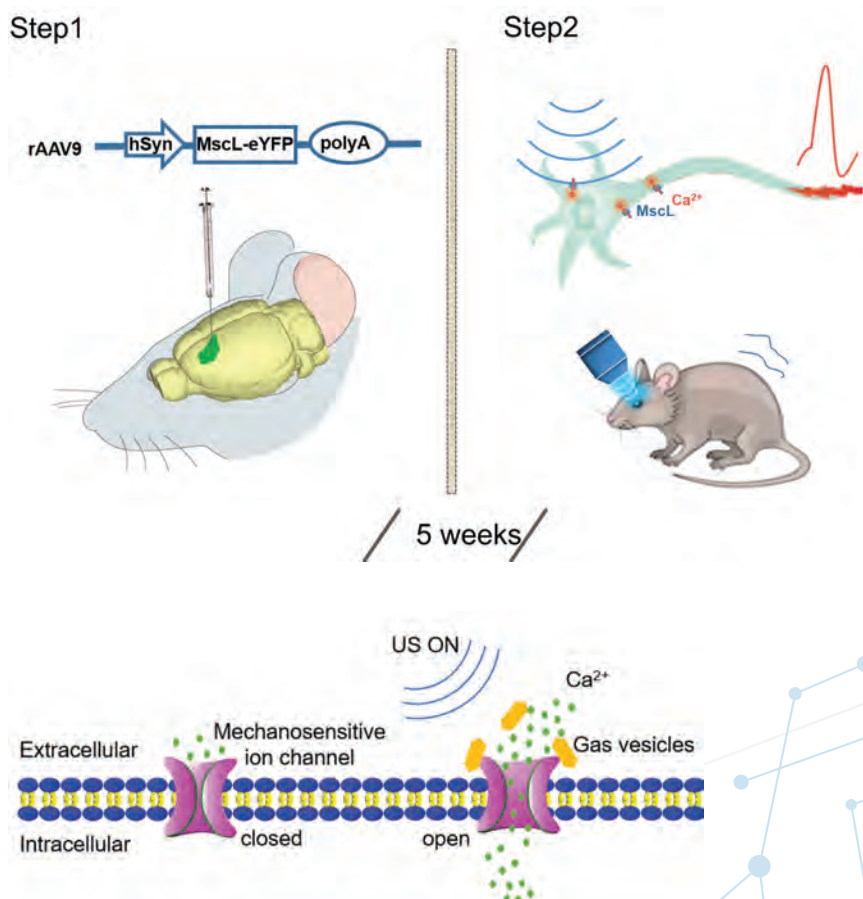 Step1
Step2
rAAV9
hSyn
MscL-eYFP
polyA
Ca²⁺
MscL
5 weeks
US ON
Ca²⁺
Mechanosensitive
ion channel
Gas vesicles
Extracellular
Intracellular
closed
open